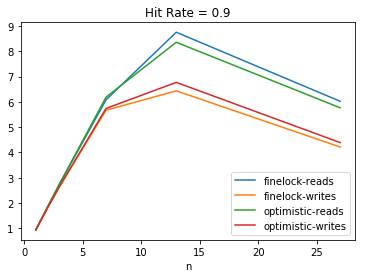 Hit Rate = 0.9
9
8
7
6
5
4
3
2
1
0
5
10
15
20
25
n
finelock-reads
finelock-writes
optimistic-reads
optimistic-writes